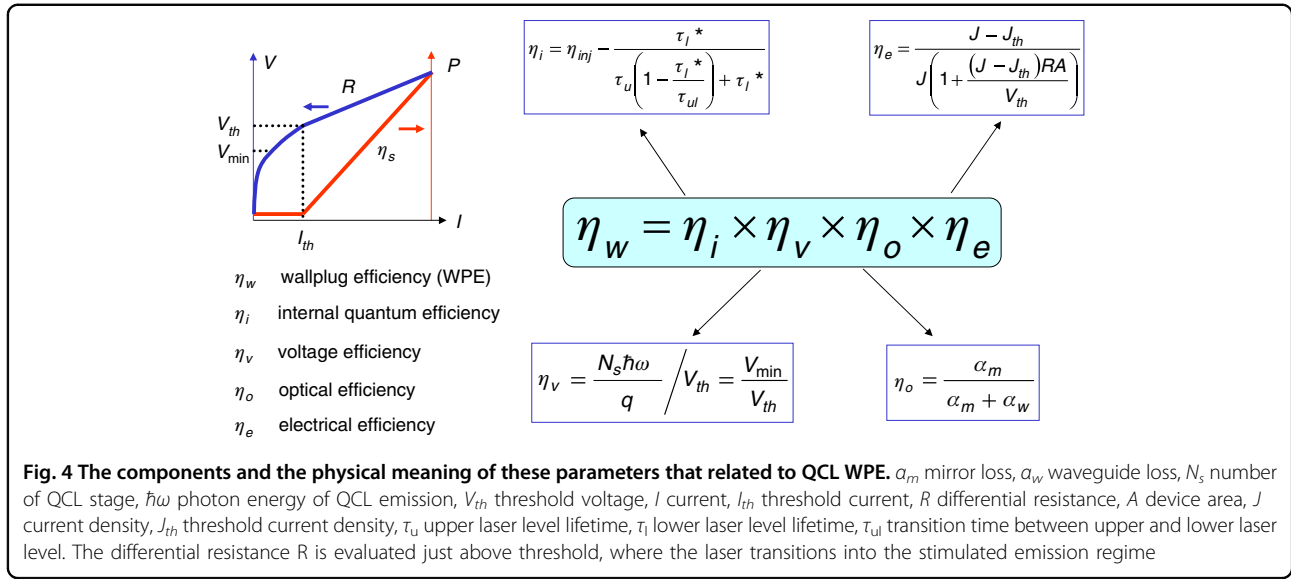 V
P
R
V_th
V_min
η_s
I
I_th
η_w wallplug efficiency (WPE)
η_i internal quantum efficiency
η_v voltage efficiency
η_o optical efficiency
η_e electrical efficiency
η_i = η_inj − τ_l* / (τ_u(1 − τ_l*/τ_ul) + τ_l*)
η_e = (J − J_th) / (J(1 + (J − J_th)RA/V_th))
η_w = η_i × η_v × η_o × η_e
η_v = (N_s ħω / q) / V_th = V_min / V_th
η_o = α_m / (α_m + α_w)
Fig. 4 The components and the physical meaning of these parameters that related to QCL WPE. α_m mirror loss, α_w waveguide loss, N_s number
of QCL stage, ħω photon energy of QCL emission, V_th threshold voltage, I current, I_th threshold current, R differential resistance, A device area, J
current density, J_th threshold current density, τ_u upper laser level lifetime, τ_l lower laser level lifetime, τ_ul transition time between upper and lower laser
level. The differential resistance R is evaluated just above threshold, where the laser transitions into the stimulated emission regime